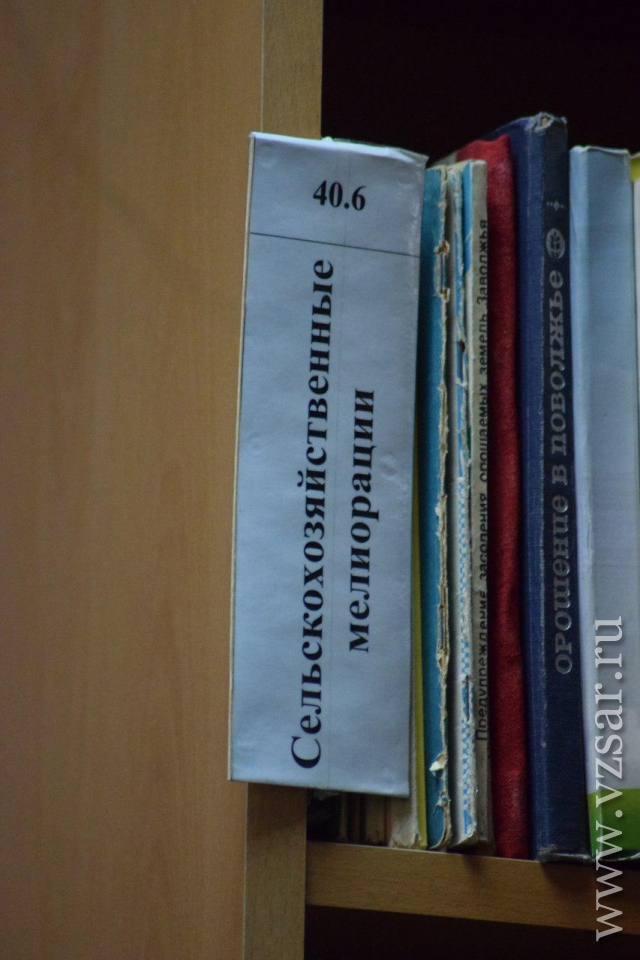 40.6
Сельскохозяйственные
мелиорации
Предупреждение засоления орошаемых земель Заволжья
ОРОШЕНИЕ В ПОВОЛЖЬЕ
www.vzsar.ru